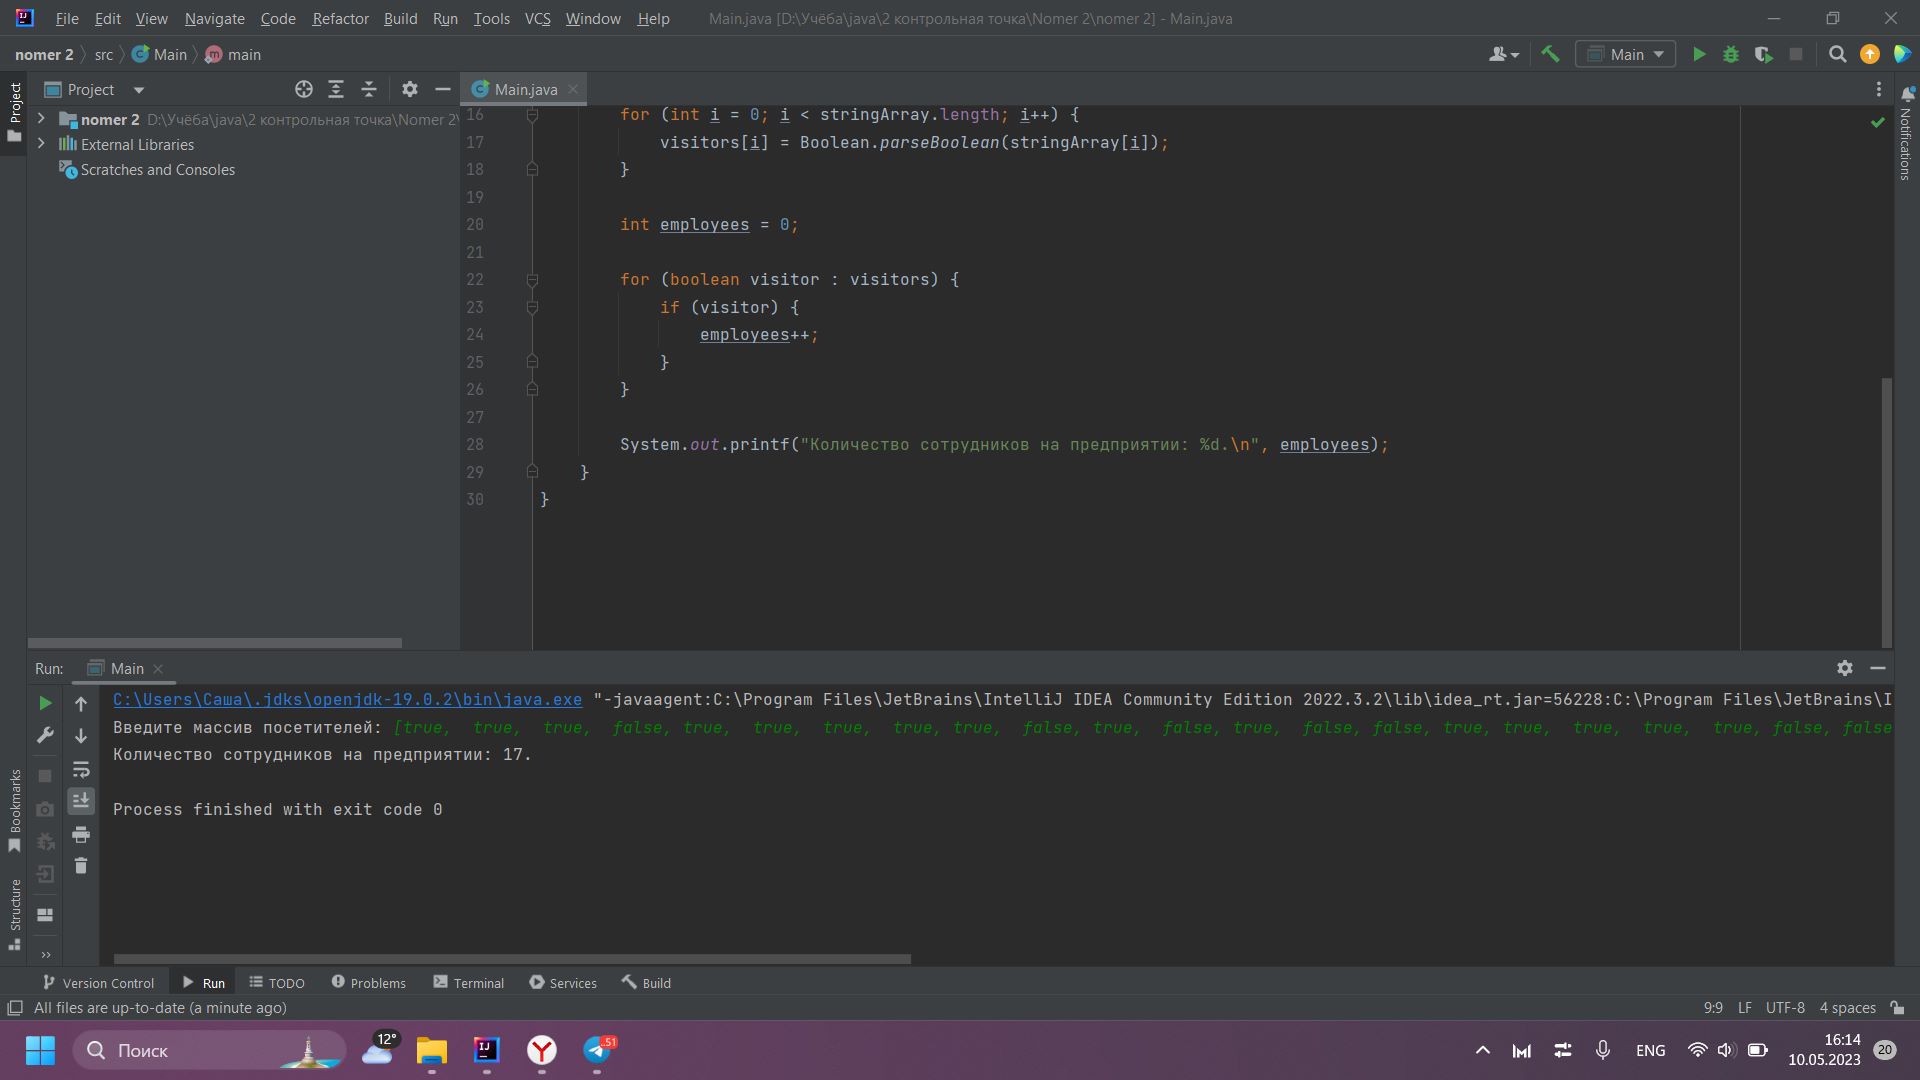 File Edit View Navigate Code Refactor Build Run Tools VCS Window Help Main.java [D:\Учёба\java\2 контрольная точка\Nomer 2\nomer 2] - Main.java
nomer 2 src Main main Main
Project
Project
Main.java
nomer 2 D:\Учёба\java\2 контрольная точка\Nomer 2\
External Libraries
Scratches and Consoles
Notifications
16 for (int i = 0; i < stringArray.length; i++) {
17 visitors[i] = Boolean.parseBoolean(stringArray[i]);
18 }
19
20 int employees = 0;
21
22 for (boolean visitor : visitors) {
23 if (visitor) {
24 employees++;
25 }
26 }
27
28 System.out.printf("Количество сотрудников на предприятии: %d.\n", employees);
29 }
30 }
Run: Main
C:\Users\Саша\.jdks\openjdk-19.0.2\bin\java.exe "-javaagent:C:\Program Files\JetBrains\IntelliJ IDEA Community Edition 2022.3.2\lib\idea_rt.jar=56228:C:\Program Files\JetBrains\I
Введите массив посетителей: [true, true, true, false, true, true, true, true, true, false, true, false, true, false, false, true, true, true, true, true, false, false
Количество сотрудников на предприятии: 17.
Process finished with exit code 0
Bookmarks
Structure
Version Control Run TODO Problems Terminal Services Build
All files are up-to-date (a minute ago) 9:9 LF UTF-8 4 spaces
Поиск 12° 51 ENG 16:14
10.05.2023 20